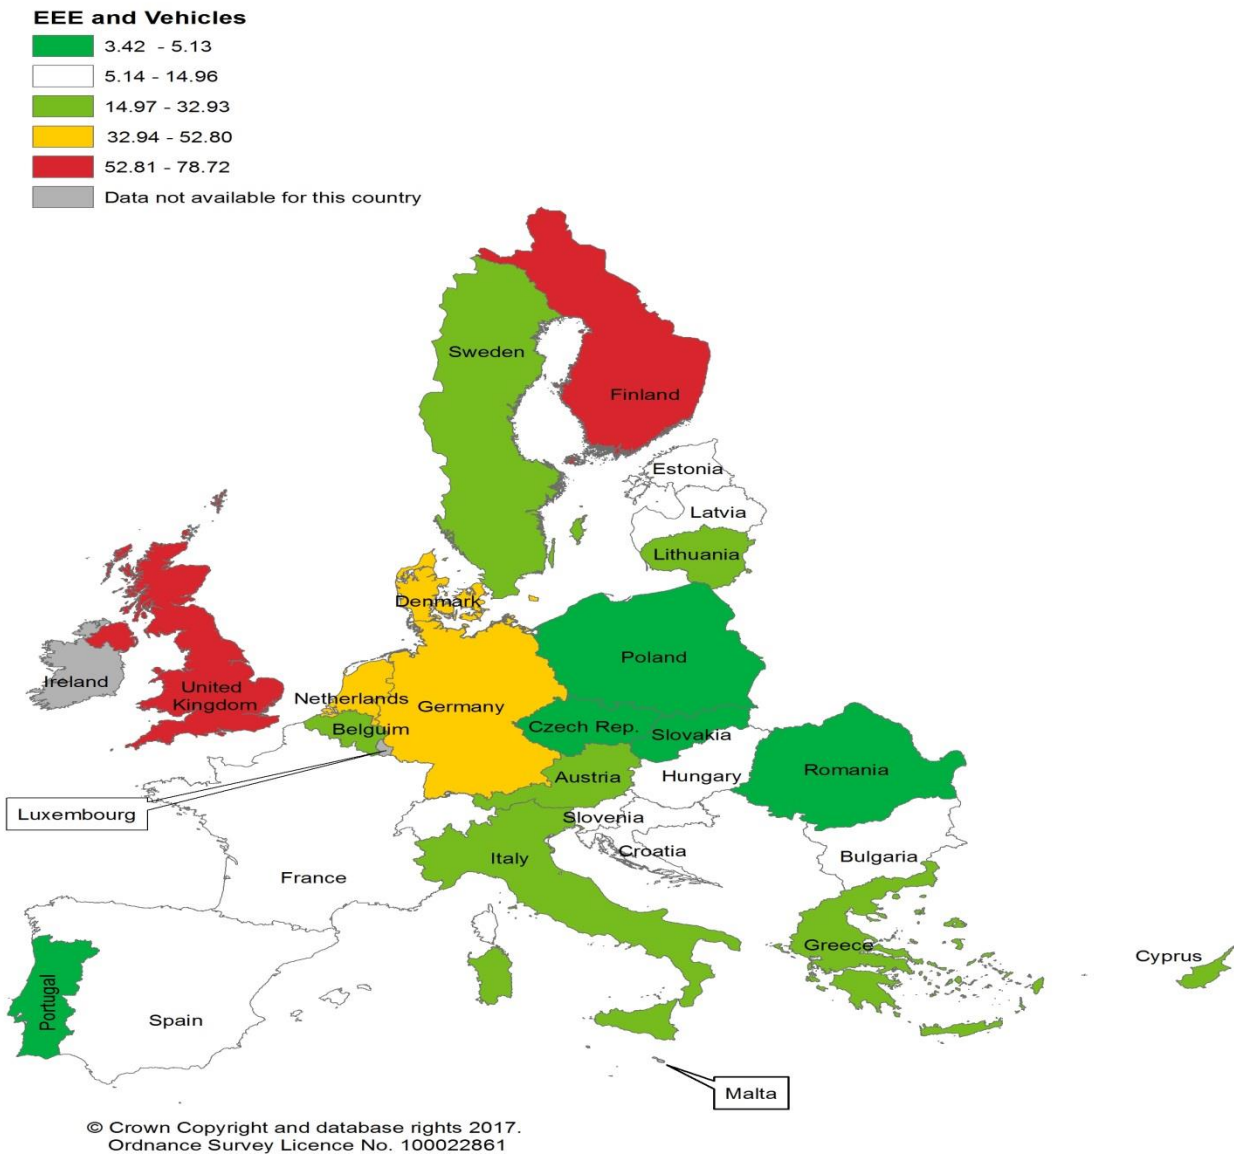 EEE and Vehicles
3.42 - 5.13
5.14 - 14.96
14.97 - 32.93
32.94 - 52.80
52.81 - 78.72
Data not available for this country
Sweden
Finland
Estonia
Latvia
Lithuania
Denmark
Poland
Ireland
United
Kingdom
Netherlands
Germany
Belguim
Czech Rep.
Slovakia
Austria
Hungary
Romania
Luxembourg
Slovenia
Croatia
Italy
Bulgaria
France
Greece
Cyprus
Portugal
Spain
Malta
© Crown Copyright and database rights 2017.
Ordnance Survey Licence No. 100022861